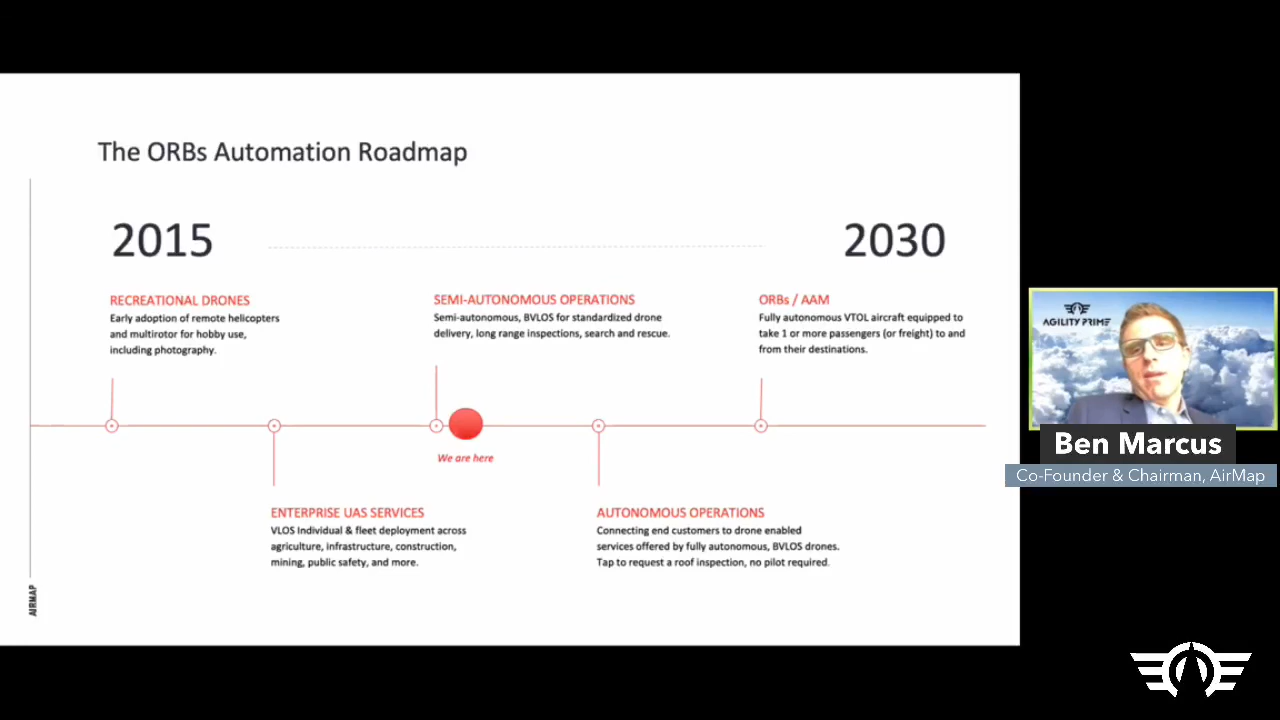 The ORBs Automation Roadmap
2015
2030
RECREATIONAL DRONES
Early adoption of remote helicopters
and multirotor for hobby use,
including photography.
SEMI-AUTONOMOUS OPERATIONS
Semi-autonomous, BVLOS for standardized drone
delivery, long range inspections, search and rescue.
ORBs / AAM
Fully autonomous VTOL aircraft equipped to
take 1 or more passengers (or freight) to and
from their destinations.
We are here
ENTERPRISE UAS SERVICES
VLOS Individual & fleet deployment across
agriculture, infrastructure, construction,
mining, public safety, and more.
AUTONOMOUS OPERATIONS
Connecting end customers to drone enabled
services offered by fully autonomous, BVLOS drones.
Tap to request a roof inspection, no pilot required.
AIRMAP
AGILITY PRIME
Ben Marcus
Co-Founder & Chairman, AirMap